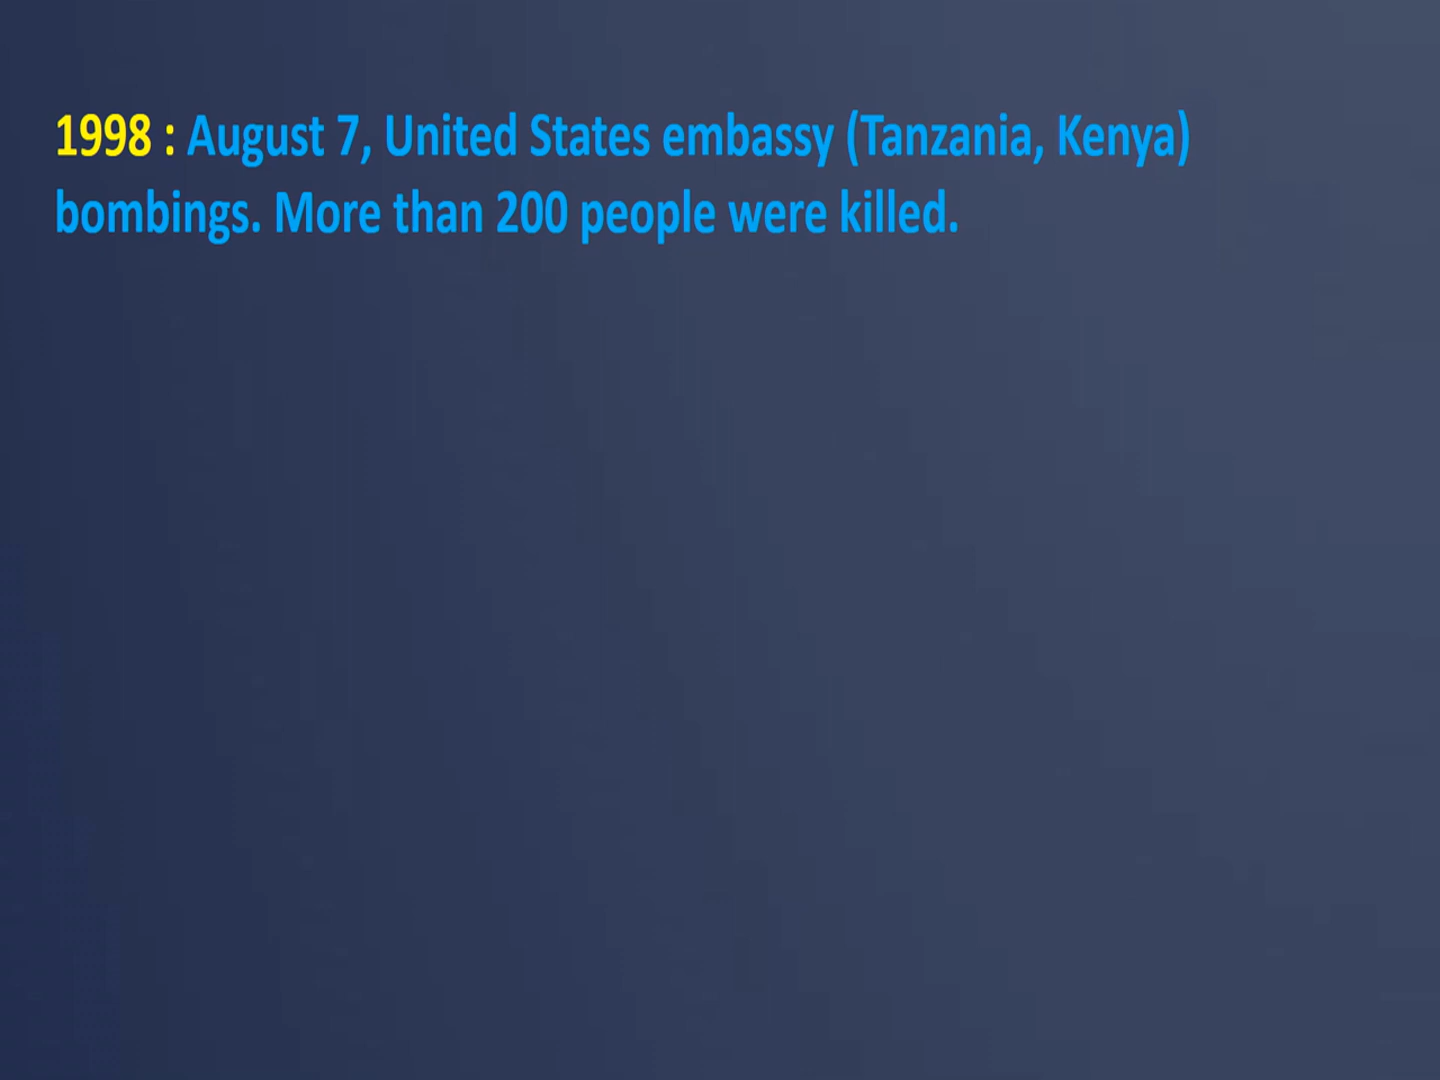 1998 : August 7, United States embassy (Tanzania, Kenya)
bombings. More than 200 people were killed.